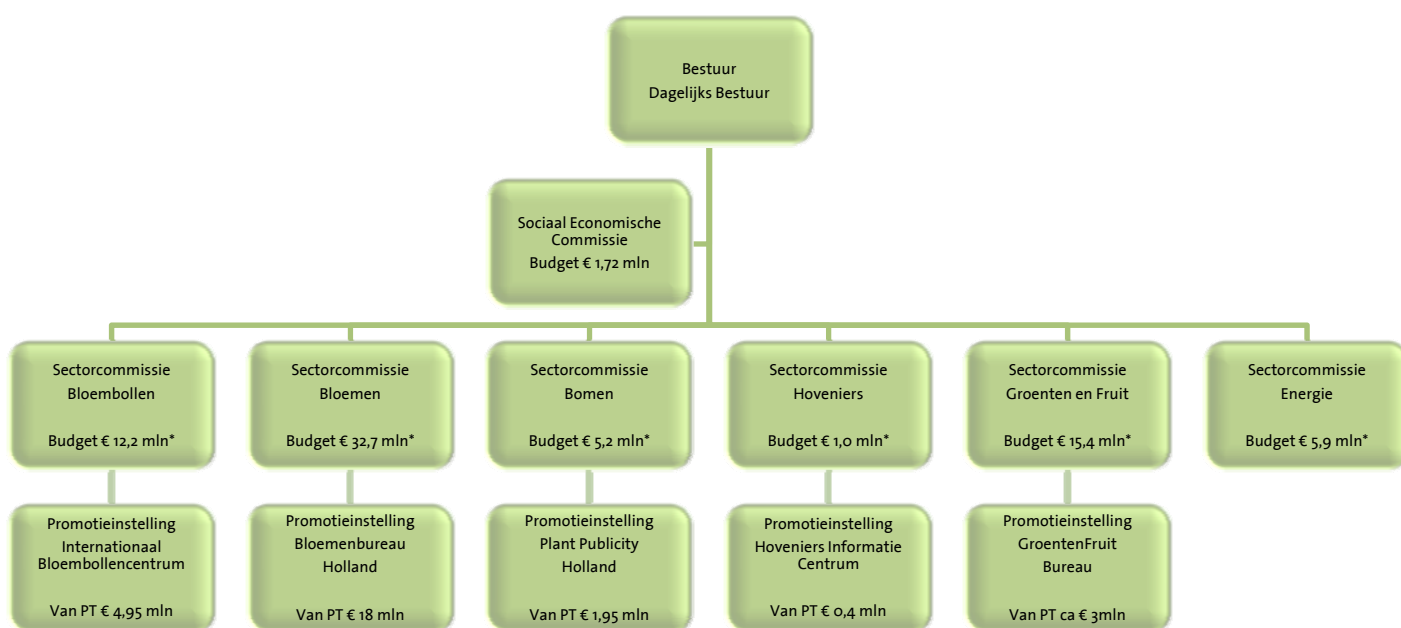 Bestuur
Dagelijks Bestuur
Sociaal Economische
Commissie
Budget € 1,72 mln
Sectorcommissie
Bloembollen
Budget € 12,2 mln*
Sectorcommissie
Bloemen
Budget € 32,7 mln*
Sectorcommissie
Bomen
Budget € 5,2 mln*
Sectorcommissie
Hoveniers
Budget € 1,0 mln*
Sectorcommissie
Groenten en Fruit
Budget € 15,4 mln*
Sectorcommissie
Energie
Budget € 5,9 mln*
Promotieinstelling
Internationaal
Bloembollencentrum
Van PT € 4,95 mln
Promotieinstelling
Bloemenbureau
Holland
Van PT € 18 mln
Promotieinstelling
Plant Publicity
Holland
Van PT € 1,95 mln
Promotieinstelling
Hoveniers Informatie
Centrum
Van PT € 0,4 mln
Promotieinstelling
GroentenFruit
Bureau
Van PT ca € 3mln